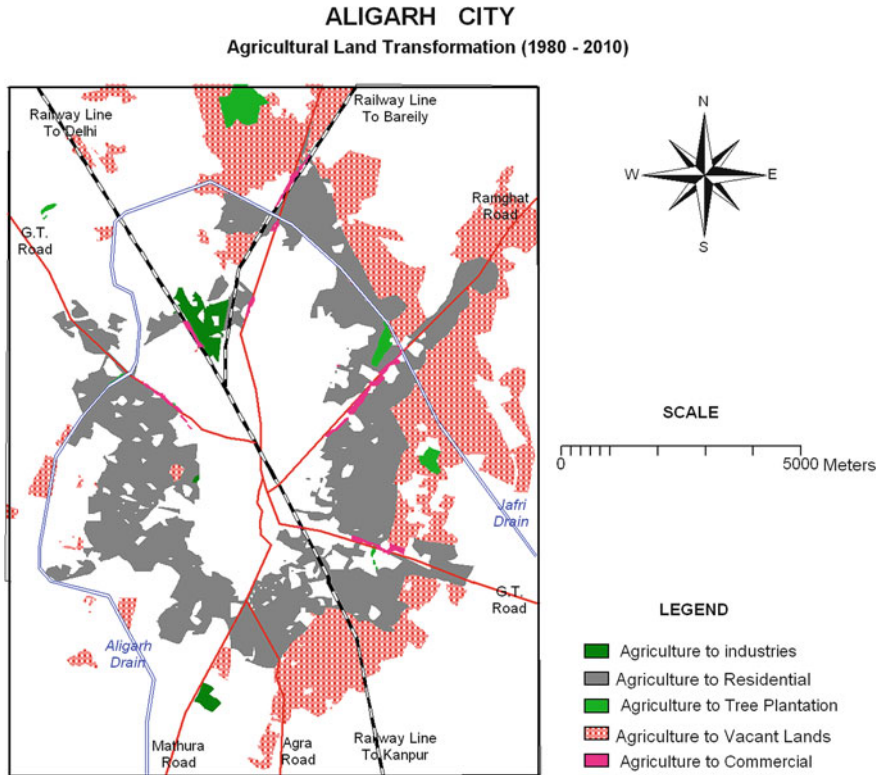 ALIGARH CITY
Agricultural Land Transformation (1980 - 2010)
Railway Line
To Delhi
Railway Line
To Bareily
N
W
E
S
Ramghat
Road
G.T.
Road
SCALE
0
5000 Meters
Jafri
Drain
G.T.
Road
Aligarh
Drain
Mathura
Road
Agra
Road
Railway Line
To Kanpur
LEGEND
Agriculture to industries
Agriculture to Residential
Agriculture to Tree Plantation
Agriculture to Vacant Lands
Agriculture to Commercial